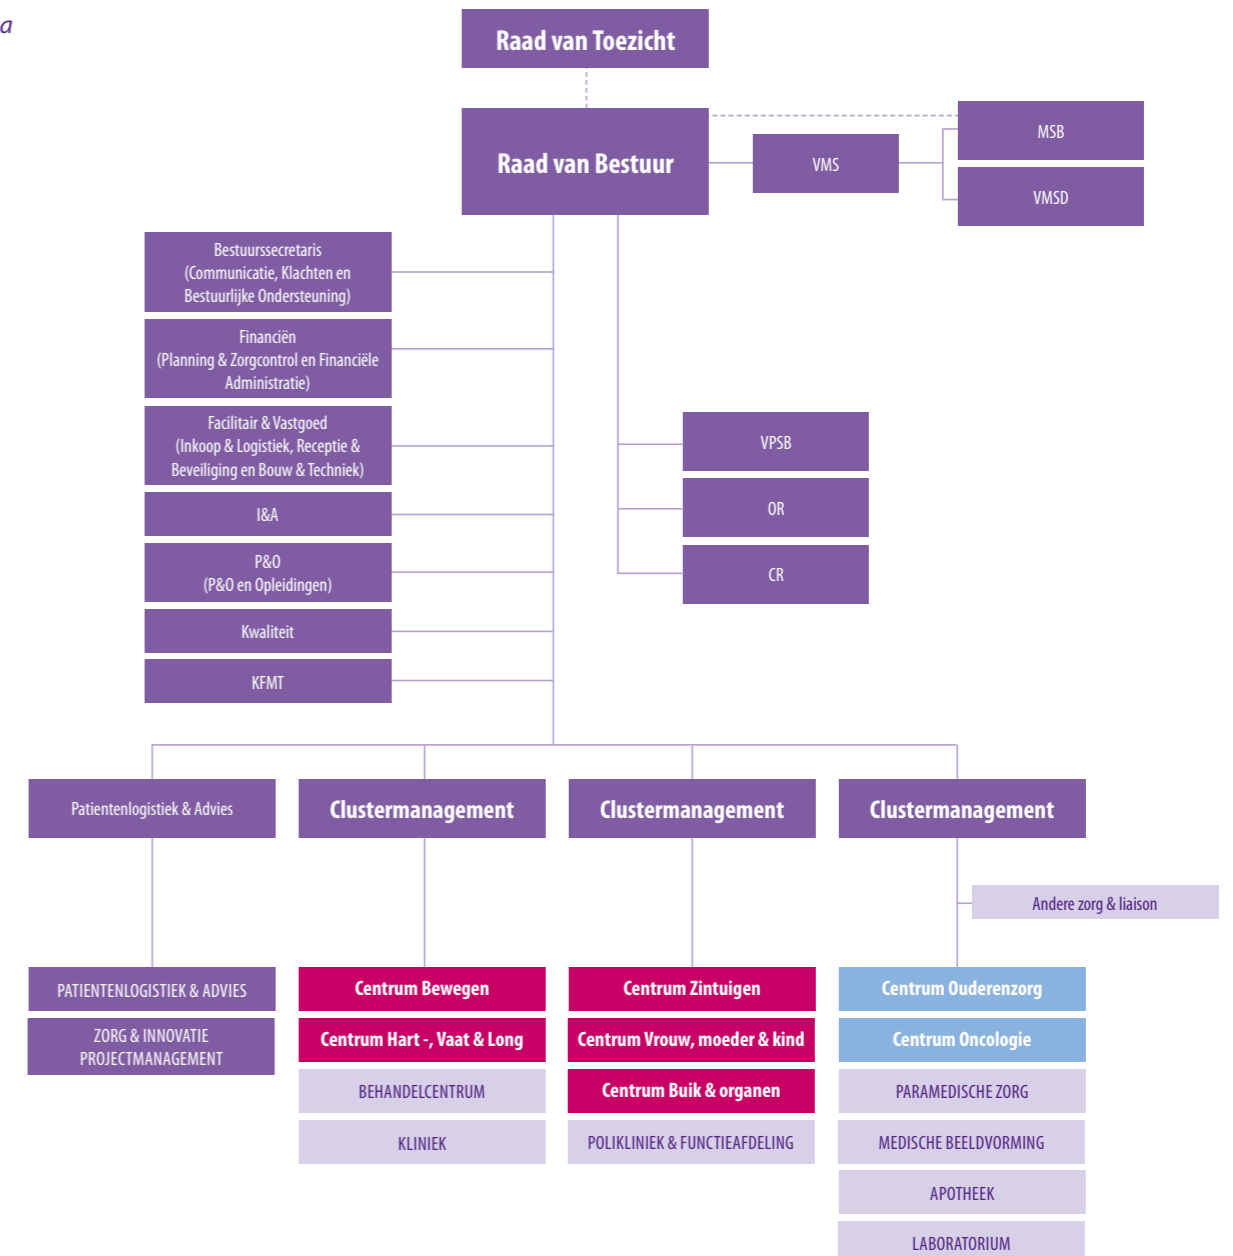 a
Raad van Toezicht
Raad van Bestuur
VMS
MSB
VMSD
Bestuurssecretaris
(Communicatie, Klachten en
Bestuurlijke Ondersteuning)
Financiën
(Planning & Zorgcontrol en Financiële
Administratie)
Facilitair & Vastgoed
(Inkoop & Logistiek, Receptie &
Beveiliging en Bouw & Techniek)
I&A
P&O
(P&O en Opleidingen)
Kwaliteit
KFMT
VPSB
OR
CR
Patientenlogistiek & Advies
Clustermanagement
Clustermanagement
Clustermanagement
Andere zorg & liaison
PATIENTENLOGISTIEK & ADVIES
ZORG & INNOVATIE
PROJECTMANAGEMENT
Centrum Bewegen
Centrum Hart -, Vaat & Long
BEHANDELCENTRUM
KLINIEK
Centrum Zintuigen
Centrum Vrouw, moeder & kind
Centrum Buik & organen
POLIKLINIEK & FUNCTIEAFDELING
Centrum Ouderenzorg
Centrum Oncologie
PARAMEDISCHE ZORG
MEDISCHE BEELDVORMING
APOTHEEK
LABORATORIUM